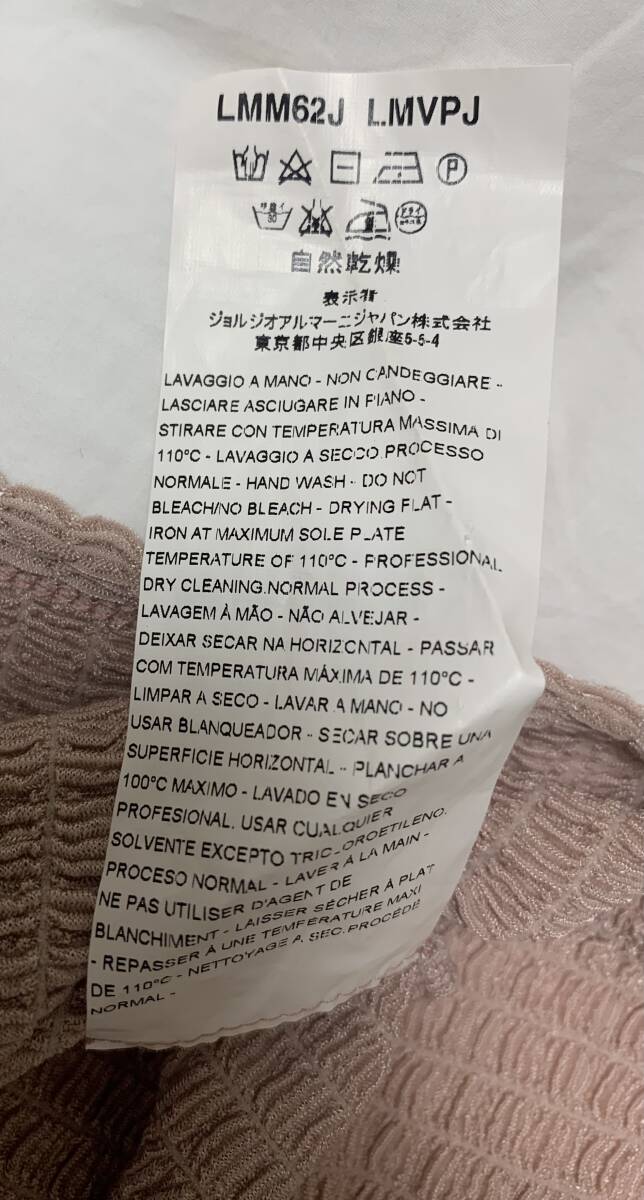 LMM62J LMVPJ
P
手洗イ 30
ドライ
自然乾燥
表示者
ジョルジオアルマーニジャパン株式会社
東京都中央区銀座5-5-4
LAVAGGIO A MANO - NON CANDEGGIARE -
LASCIARE ASCIUGARE IN PIANO -
STIRARE CON TEMPERATURA MASSIMA DI
110°C - LAVAGGIO A SECCO.PROCESSO
NORMALE - HAND WASH - DO NOT
BLEACH/NO BLEACH - DRYING FLAT -
IRON AT MAXIMUM SOLE PLATE
TEMPERATURE OF 110°C - PROFESSIONAL
DRY CLEANING.NORMAL PROCESS -
LAVAGEM À MÃO - NÃO ALVEJAR -
DEIXAR SECAR NA HORIZONTAL - PASSAR
COM TEMPERATURA MÁXIMA DE 110°C -
LIMPAR A SECO - LAVAR A MANO - NO
USAR BLANQUEADOR - SECAR SOBRE UNA
SUPERFICIE HORIZONTAL - PLANCHAR A
100°C MAXIMO - LAVADO EN SECO
PROFESIONAL. USAR CUALQUIER
SOLVENTE EXCEPTO TRICLOROETILENO.
PROCESO NORMAL - LAVER À LA MAIN -
NE PAS UTILISER D'AGENT DE
BLANCHIMENT - LAISSER SÉCHER À PLAT
- REPASSER À UNE TEMPÉRATURE MAXI
DE 110°C - NETTOYAGE A SEC.PROCÉDÉ
NORMAL -